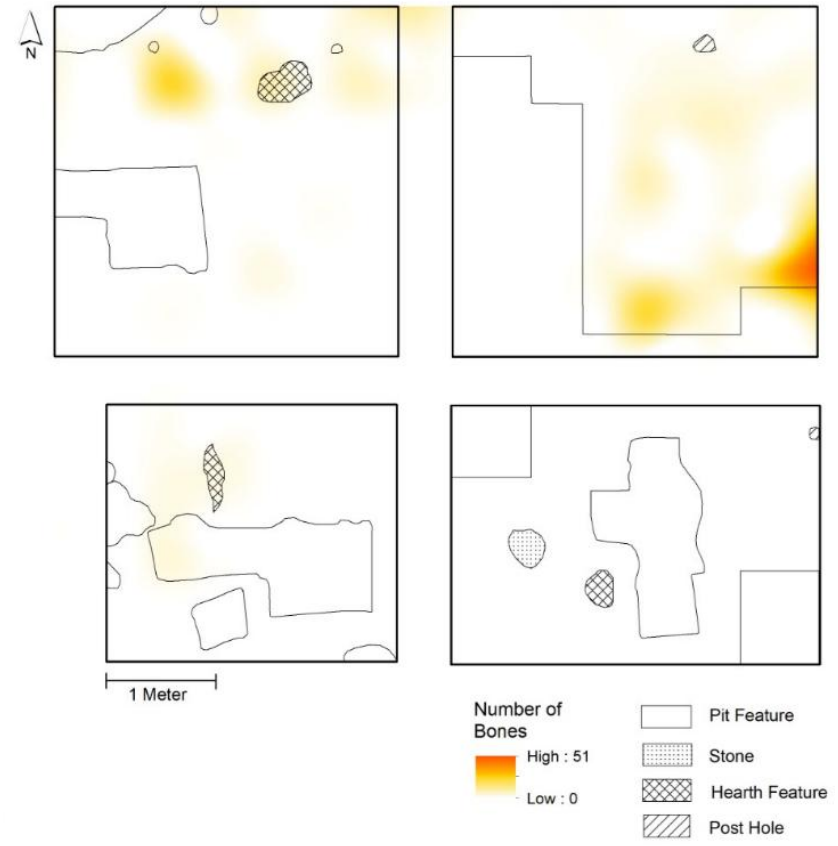 N
1 Meter
Number of
Bones
High : 51
Low : 0
Pit Feature
Stone
Hearth Feature
Post Hole